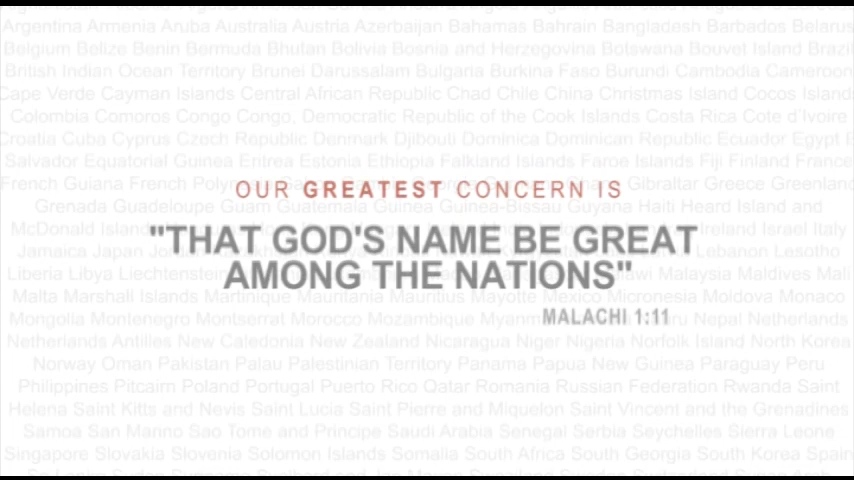 Argentina Armenia Aruba Australia Austria Azerbaijan Bahamas Bahrain Bangladesh Barbados Belarus
Belgium Belize Benin Bermuda Bhutan Bolivia Bosnia and Herzegovina Botswana Bouvet Island Brazil
British Indian Ocean Territory Brunei Darussalam Bulgaria Burkina Faso Burundi Cambodia Cameroon
Cape Verde Cayman Islands Central African Republic Chad Chile China Christmas Island Cocos Islands
Colombia Comoros Congo Congo, Democratic Republic of the Cook Islands Costa Rica Cote d'Ivoire
Croatia Cuba Cyprus Czech Republic Denmark Djibouti Dominica Dominican Republic Ecuador Egypt E
Salvador Equatorial Guinea Eritrea Estonia Ethiopia Falkland Islands Faroe Islands Fiji Finland France
French Guiana French Gibraltar Greece Greenland
OUR GREATEST CONCERN IS
Grenada Guadeloupe Guam Guatemala Guinea Guinea-Bissau Guyana Haiti Heard Island and
McDonald Ireland Israel Italy
"THAT GOD'S NAME BE GREAT
Jamaica Japan Lebanon Lesotho
AMONG THE NATIONS"
Liberia Libya Liechtenstein Malaysia Maldives Mali
Malta Marshall Islands Martinique Mauritania Mauritius Mayotte Mexico Micronesia Moldova Monaco
Mongolia Montenegro Montserrat Morocco Mozambique Nepal Netherlands
MALACHI 1:11
Netherlands Antilles New Caledonia New Zealand Nicaragua Niger Nigeria Norfolk Island North Korea
Norway Oman Pakistan Palau Palestinian Territory Panama Papua New Guinea Paraguay Peru
Philippines Pitcairn Poland Portugal Puerto Rico Qatar Romania Russian Federation Rwanda Saint
Helena Saint Kitts and Nevis Saint Lucia Saint Pierre and Miquelon Saint Vincent and the Grenadines
Samoa San Marino Sao Tome and Principe Saudi Arabia Senegal Serbia Seychelles Sierra Leone
Singapore Slovakia Slovenia Solomon Islands Somalia South Africa South Georgia South Korea Spain